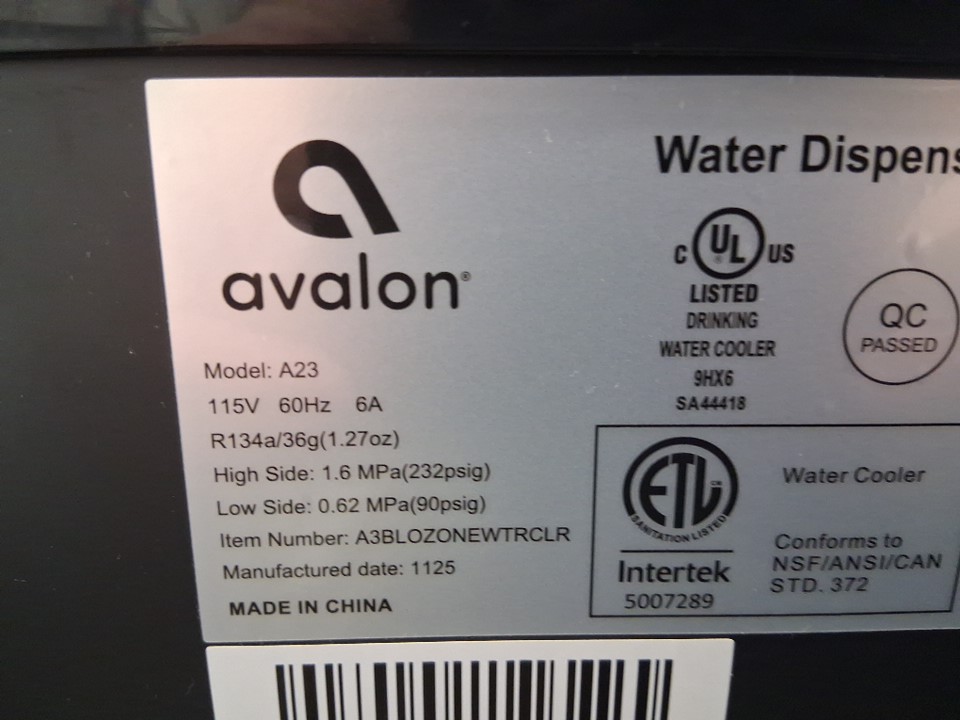 avalon®
Model: A23
115V 60Hz 6A
R134a/36g(1.27oz)
High Side: 1.6 MPa(232psig)
Low Side: 0.62 MPa(90psig)
Item Number: A3BLOZONEWTRCLR
Manufactured date: 1125
MADE IN CHINA
Water Dispens
C UL® US
LISTED
DRINKING
WATER COOLER
9HX6
SA44418
QC
PASSED
ETL CM
SANITATION LISTED
Intertek
5007289
Water Cooler
Conforms to
NSF/ANSI/CAN
STD. 372